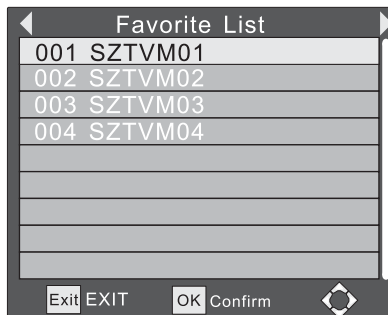 Favorite List
001 SZTVM01
002 SZTVM02
003 SZTVM03
004 SZTVM04
Exit EXIT OK Confirm